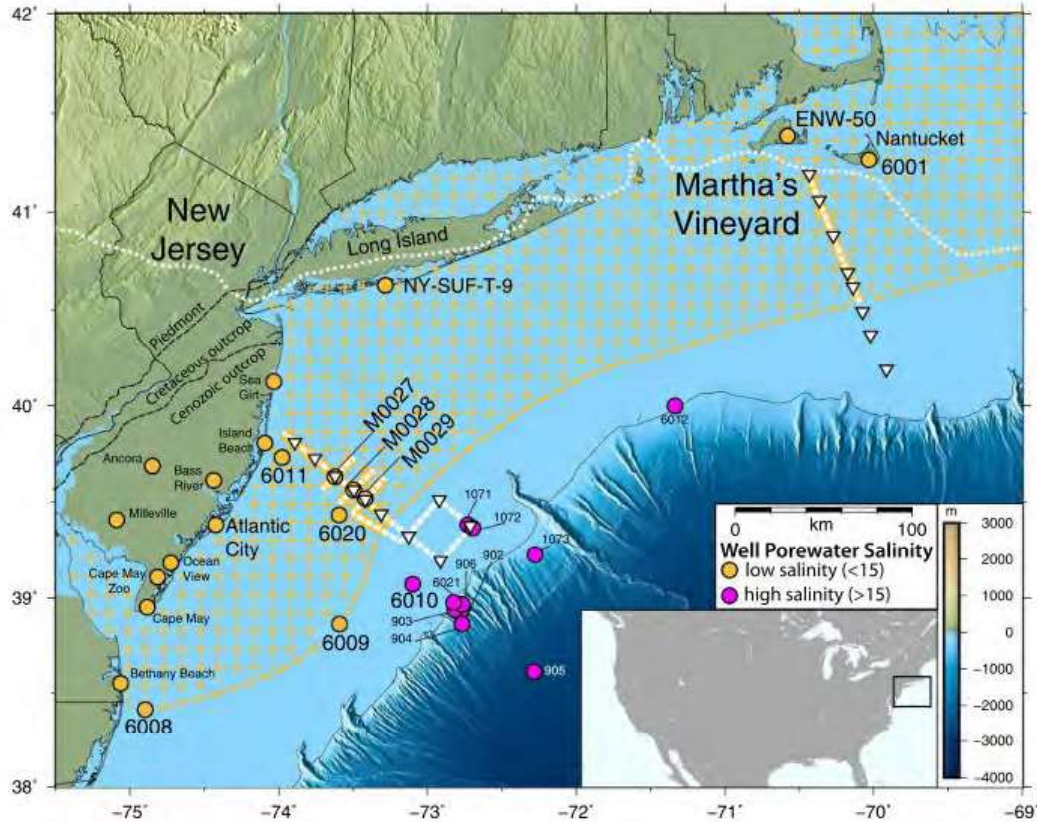 42˚
41˚
40˚
39˚
38˚
ENW-50
Nantucket
6001
Martha's
Vineyard
New
Jersey
Long Island
NY-SUF-T-9
Piedmont
Cretaceous outcrop
Cenozoic outcrop
Sea
Girt
M0027
M0028
M0029
Island
Beach
6011
Ancora
Bass
River
6012
Milleville
6020
Atlantic
City
1071
1072
1073
902
906
Ocean
View
Cape May
Zoo
6021
6010
903
904
Cape May
6009
905
Bethany Beach
6008
0 100
km
Well Porewater Salinity
low salinity (<15)
high salinity (>15)
m
3000
2000
1000
0
−1000
−2000
−3000
−4000
−75 −74 −73 −72 −71 −70 −69